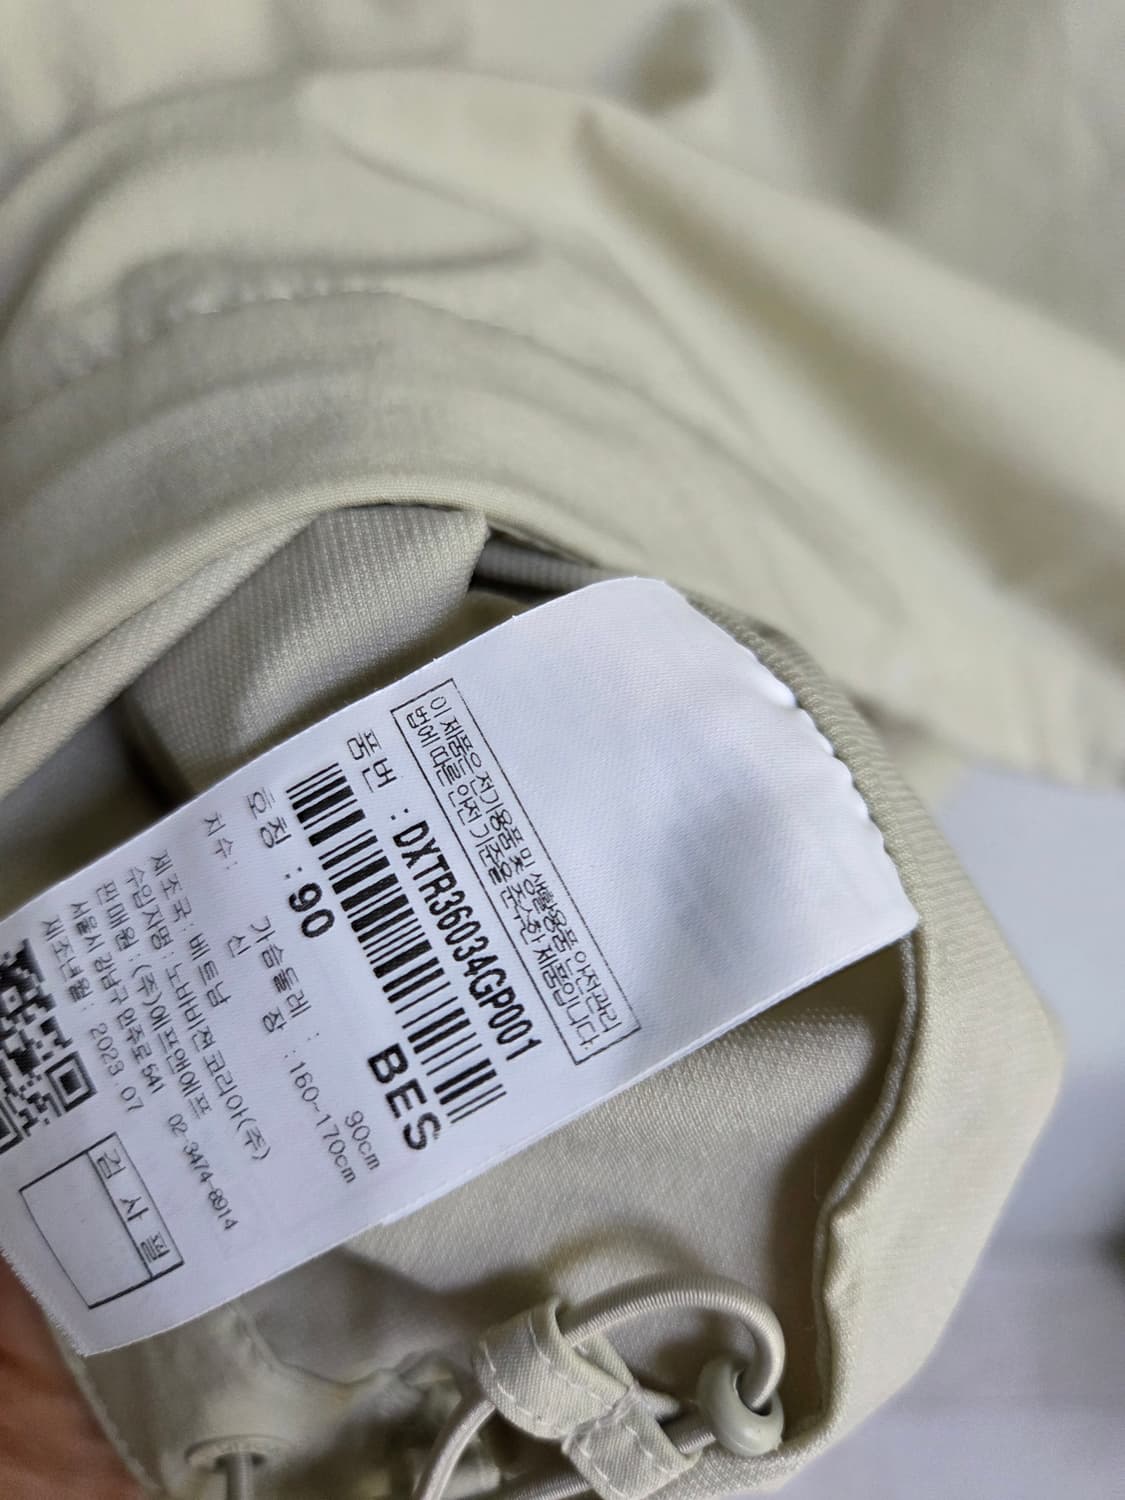 이 제품은 전기용품 및 생활용품 안전관리
법에 따른 안전 기준을 준수한 제품입니다.
품번 : DXTR36034GP001
호칭 : 90 BES
치수 : 가슴둘레 : 90cm
신 장 : 160~170cm
제조국 : 베트남
수입자명 : 노바비젼코리아(주)
판매원 : (주)에프앤에프 02-3474-8914
서울시 강남구 언주로 541
제조년월 : 2023.07
검 사 필